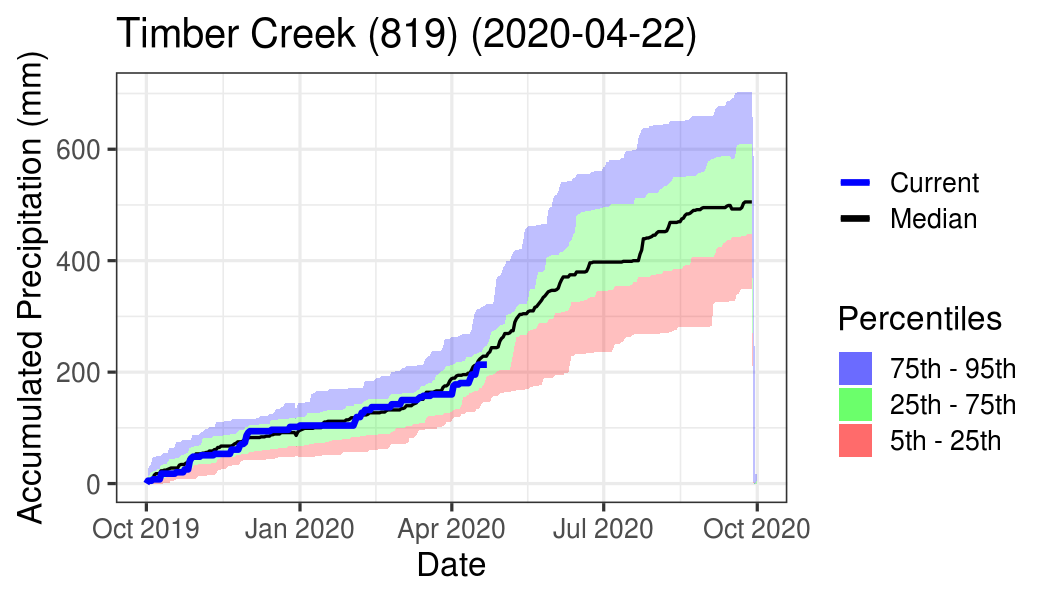 Timber Creek (819) (2020-04-22)
Accumulated Precipitation (mm)
600
400
200
0
Oct 2019
Jan 2020
Apr 2020
Jul 2020
Oct 2020
Date
Current
Median
Percentiles
75th - 95th
25th - 75th
5th - 25th